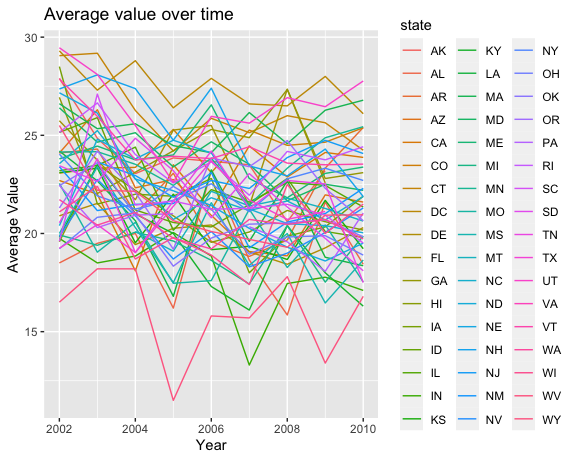 Average value over time
Average Value
30
25
20
15
2002
2004
2006
2008
2010
Year
state
AK
AL
AR
AZ
CA
CO
CT
DC
DE
FL
GA
HI
IA
ID
IL
IN
KS
KY
LA
MA
MD
ME
MI
MN
MO
MS
MT
NC
ND
NE
NH
NJ
NM
NV
NY
OH
OK
OR
PA
RI
SC
SD
TN
TX
UT
VA
VT
WA
WI
WV
WY